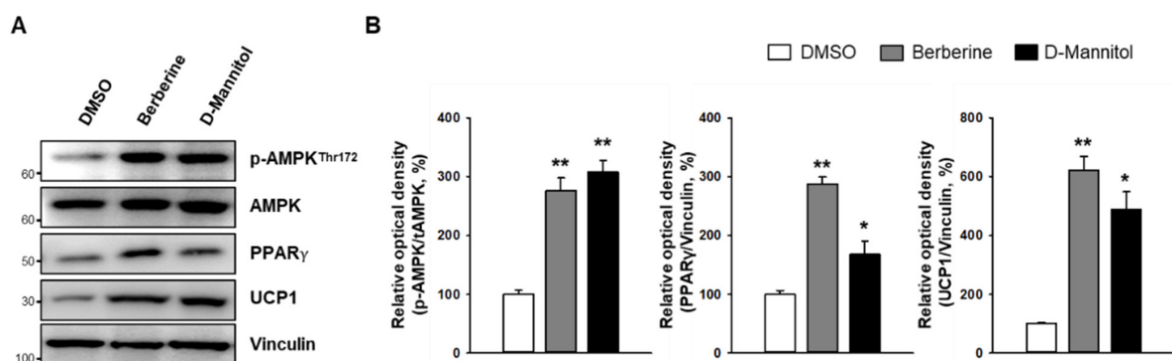 A
DMSO
Berberine
D-Mannitol
p-AMPKThr172
60
AMPK
60
PPARγ
50
UCP1
30
Vinculin
100
B
DMSO Berberine D-Mannitol
Relative optical density
(p-AMPK/tAMPK, %)
400
300
200
100
0
**
**
Relative optical density
(PPARγ/Vinculin, %)
400
300
200
100
0
**
*
Relative optical density
(UCP1/Vinculin, %)
800
600
400
200
0
**
*